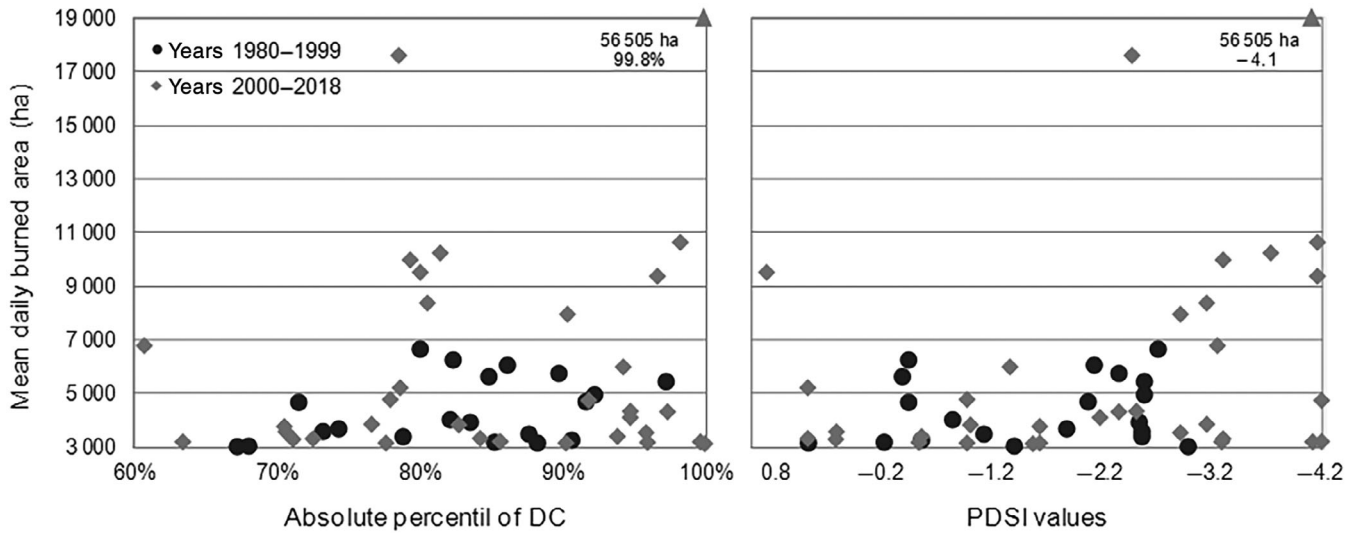 19 000
17 000
15 000
13 000
11 000
9 000
7 000
5 000
3 000
Mean daily burned area (ha)
Years 1980–1999
Years 2000–2018
56 505 ha
99.8%
60% 70% 80% 90% 100%
Absolute percentil of DC
56 505 ha
–4.1
0.8 –0.2 –1.2 –2.2 –3.2 –4.2
PDSI values